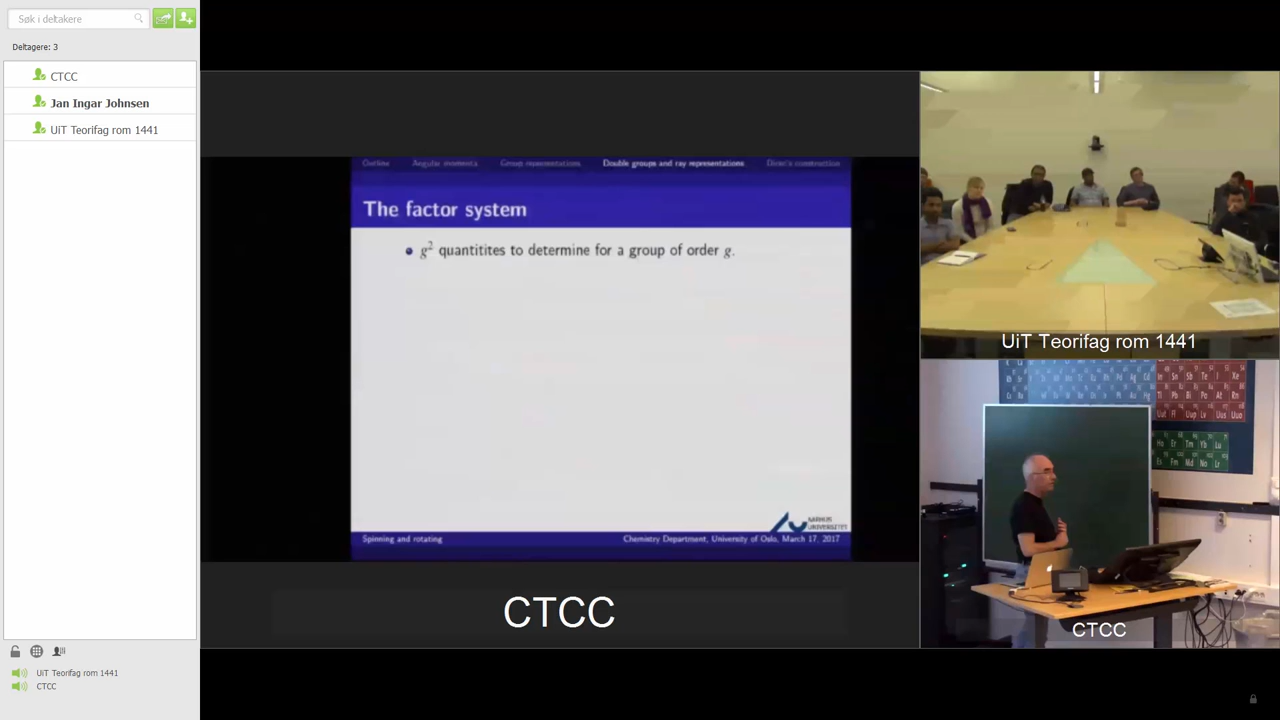 Søk i deltakere
Deltagere: 3
CTCC
Jan Ingar Johnsen
UiT Teorifag rom 1441
UiT Teorifag rom 1441
CTCC
Outline Angular momenta Group representations Double groups and ray representations Dirac's construction
The factor system
g² quantitites to determine for a group of order g.
AARHUS
UNIVERSITET
Spinning and rotating Chemistry Department, University of Oslo, March 17, 2017
CTCC
UiT Teorifag rom 1441
CTCC